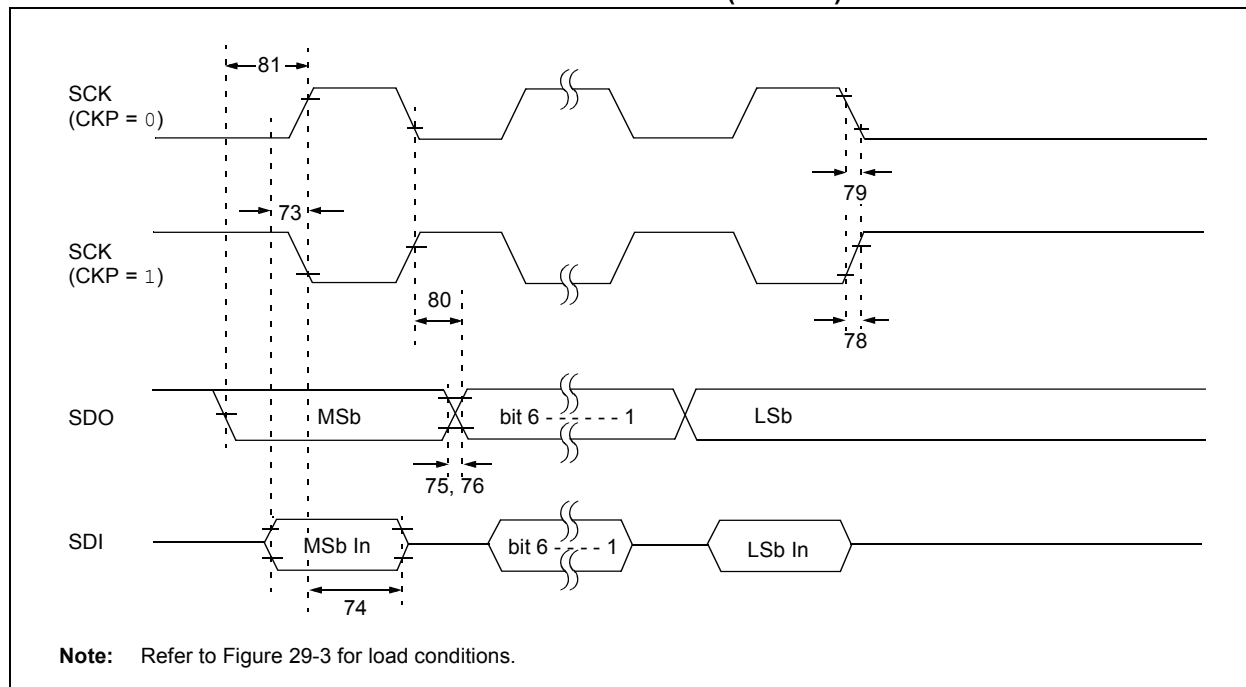 81
SCK
(CKP = 0)
73
79
SCK
(CKP = 1)
80
78
SDO
MSb
bit 6 - - - - - - 1
LSb
75, 76
SDI
MSb In
bit 6 - - - - 1
LSb In
74
Note: Refer to Figure 29-3 for load conditions.